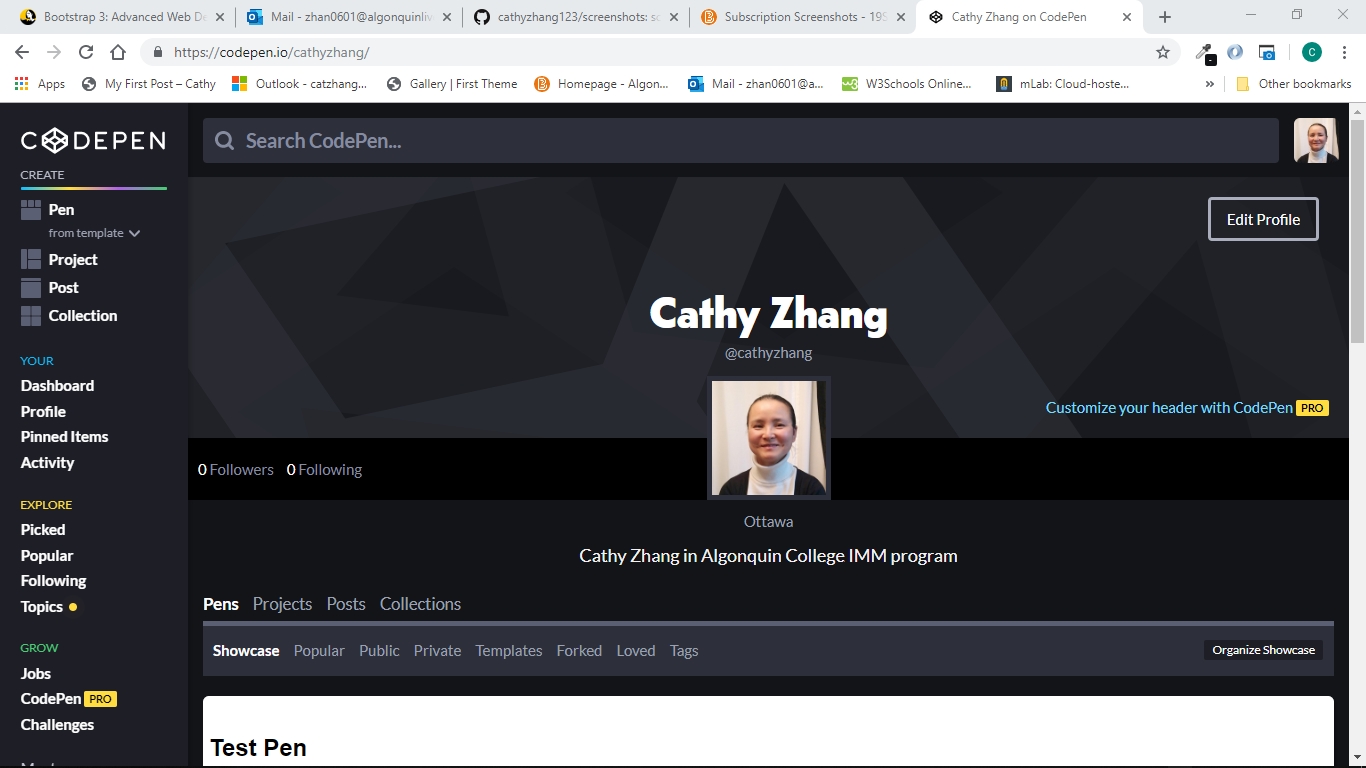 Bootstrap 3: Advanced Web De
Mail - zhan0601@algonquinliv
cathyzhang123/screenshots: sc
Subscription Screenshots - 19S
Cathy Zhang on CodePen
https://codepen.io/cathyzhang/
C
Apps
My First Post – Cathy
Outlook - catzhang...
Gallery | First Theme
Homepage - Algon...
Mail - zhan0601@a...
W3Schools Online...
mLab: Cloud-hoste...
Other bookmarks
CODEPEN
Search CodePen...
CREATE
Pen
from template
Project
Post
Collection
YOUR
Dashboard
Profile
Pinned Items
Activity
EXPLORE
Picked
Popular
Following
Topics
GROW
Jobs
CodePen PRO
Challenges
Edit Profile
Cathy Zhang
@cathyzhang
Customize your header with CodePen PRO
0 Followers 0 Following
Ottawa
Cathy Zhang in Algonquin College IMM program
Pens Projects Posts Collections
Showcase Popular Public Private Templates Forked Loved Tags
Organize Showcase
Test Pen